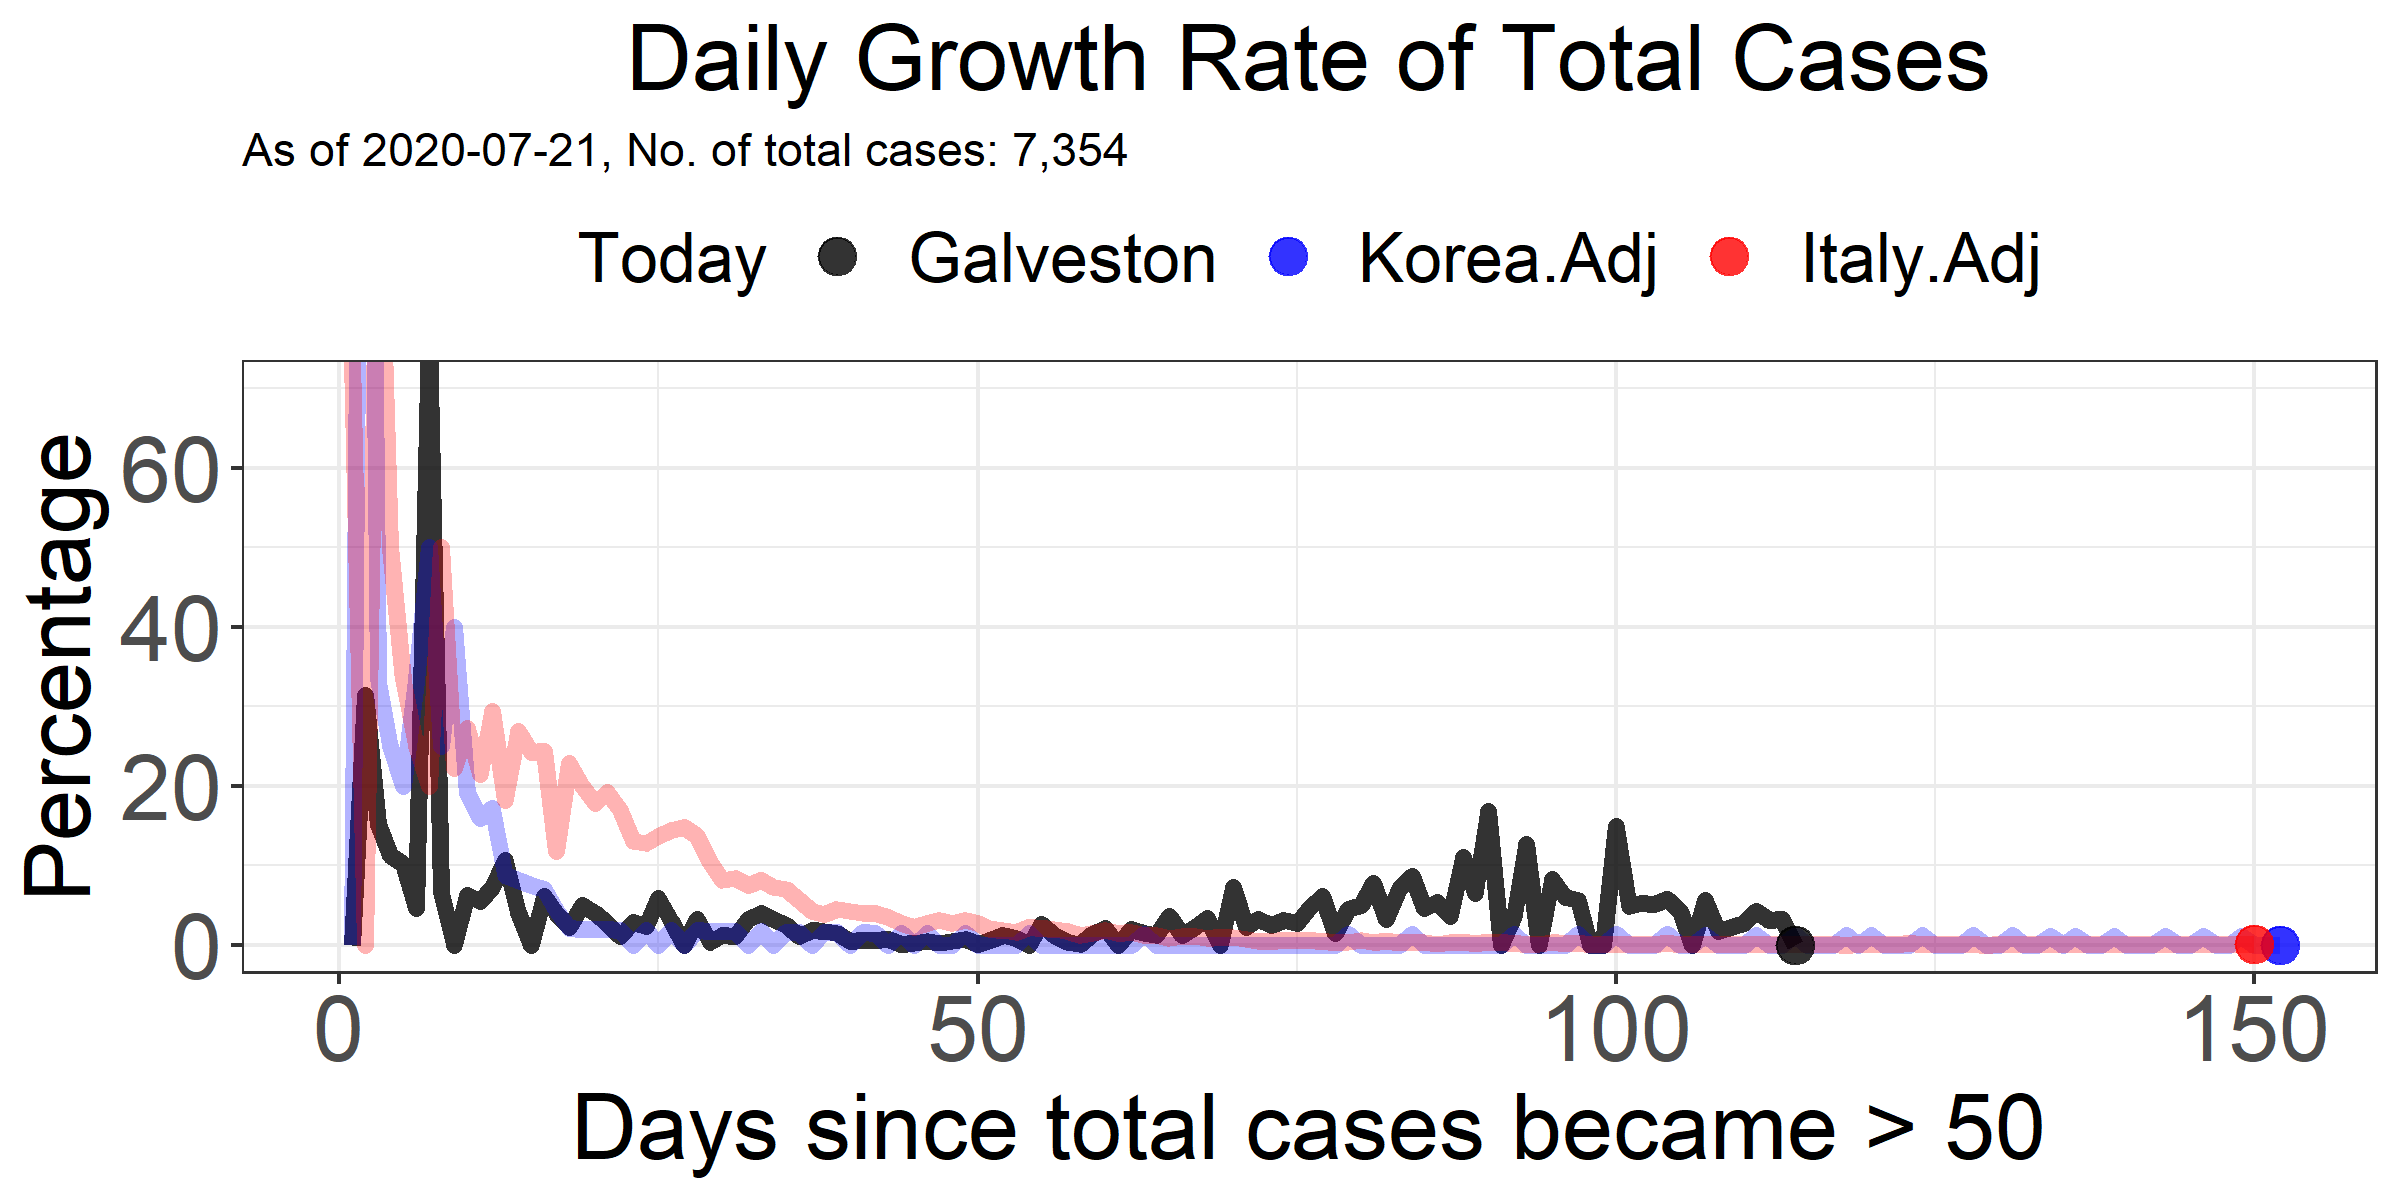 Daily Growth Rate of Total Cases
As of 2020-07-21, No. of total cases: 7,354
Today Galveston Korea.Adj Italy.Adj
Percentage
60
40
20
0
0 50 100 150
Days since total cases became > 50